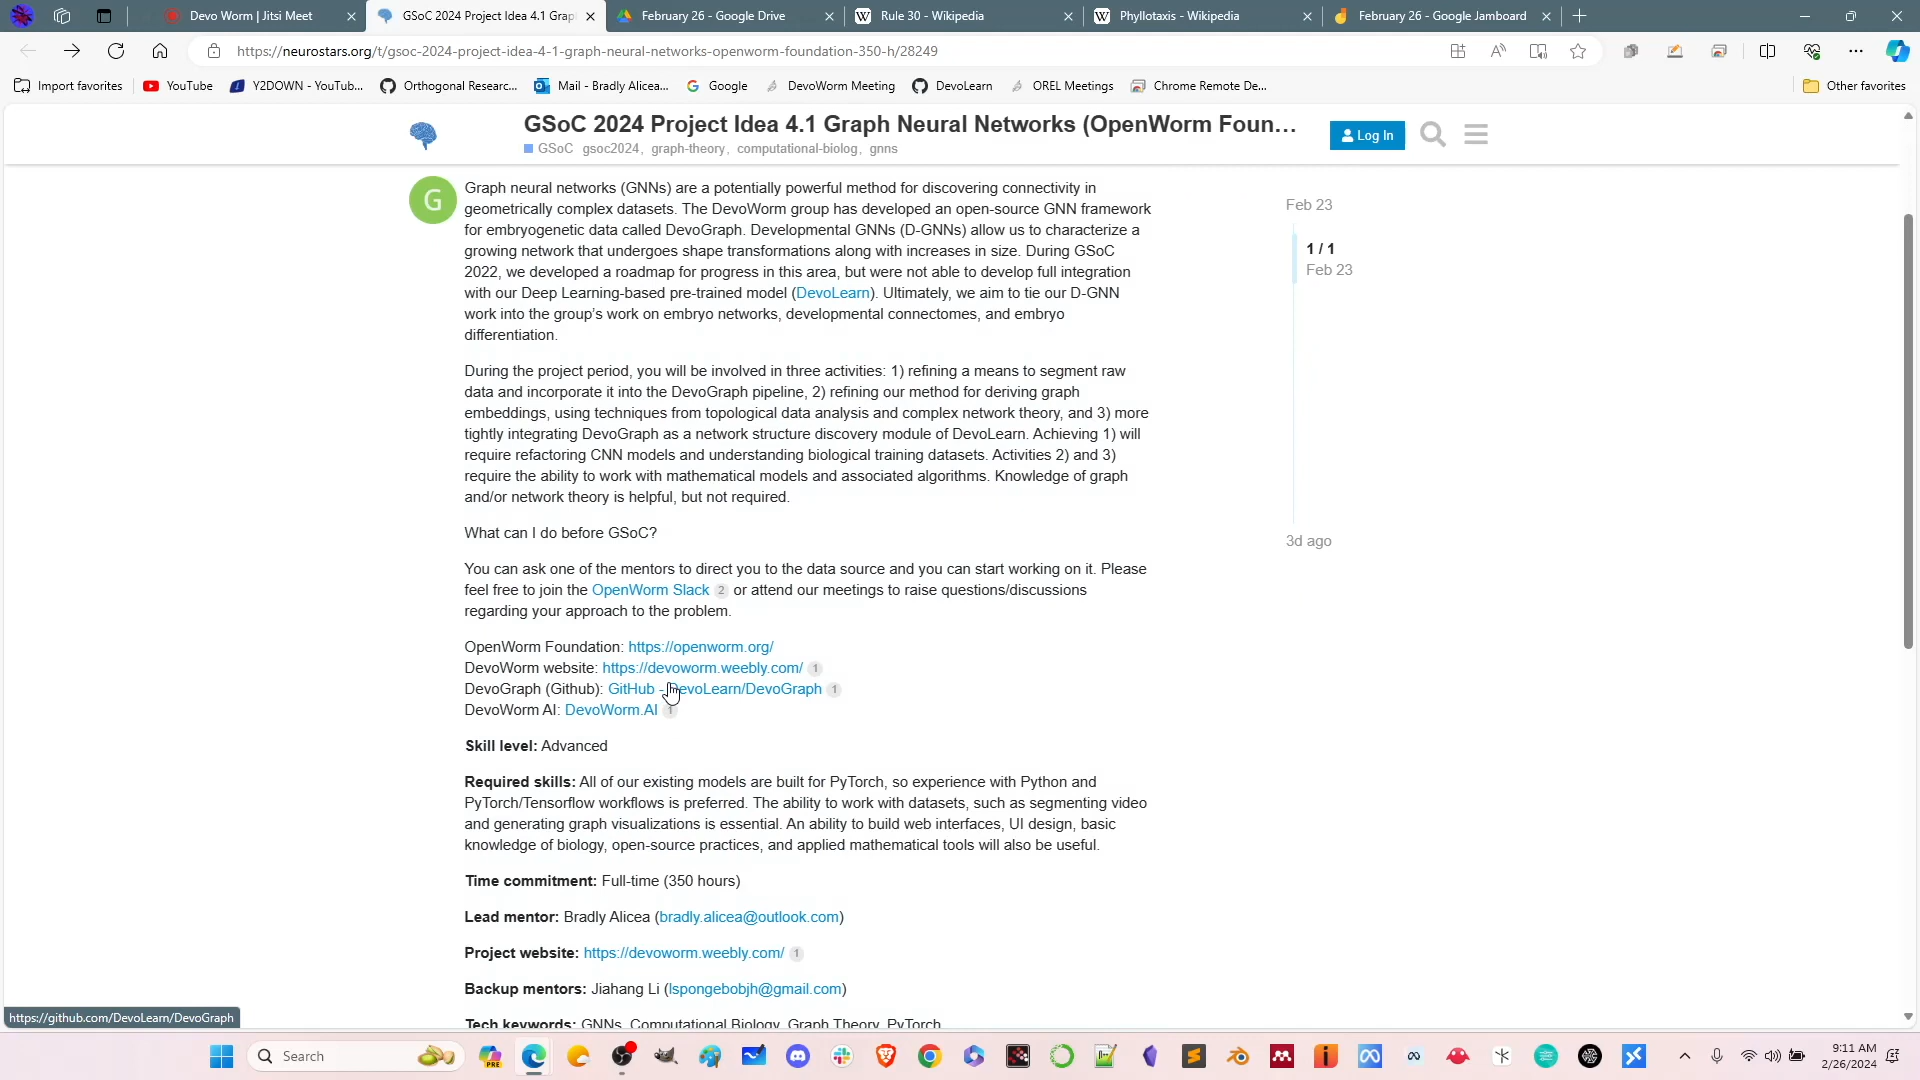 Devo Worm | Jitsi Meet
GSoC 2024 Project Idea 4.1 Grap
February 26 - Google Drive
Rule 30 - Wikipedia
Phyllotaxis - Wikipedia
February 26 - Google Jamboard
https://neurostars.org/t/gsoc-2024-project-idea-4-1-graph-neural-networks-openworm-foundation-350-h/28249
Import favorites
YouTube
Y2DOWN - YouTub...
Orthogonal Researc...
Mail - Bradly Alicea...
Google
DevoWorm Meeting
DevoLearn
OREL Meetings
Chrome Remote De...
Other favorites
GSoC 2024 Project Idea 4.1 Graph Neural Networks (OpenWorm Foun...
GSoC gsoc2024, graph-theory, computational-biolog, gnns
Log In
G
Graph neural networks (GNNs) are a potentially powerful method for discovering connectivity in
geometrically complex datasets. The DevoWorm group has developed an open-source GNN framework
for embryogenetic data called DevoGraph. Developmental GNNs (D-GNNs) allow us to characterize a
growing network that undergoes shape transformations along with increases in size. During GSoC
2022, we developed a roadmap for progress in this area, but were not able to develop full integration
with our Deep Learning-based pre-trained model (DevoLearn). Ultimately, we aim to tie our D-GNN
work into the group's work on embryo networks, developmental connectomes, and embryo
differentiation.
During the project period, you will be involved in three activities: 1) refining a means to segment raw
data and incorporate it into the DevoGraph pipeline, 2) refining our method for deriving graph
embeddings, using techniques from topological data analysis and complex network theory, and 3) more
tightly integrating DevoGraph as a network structure discovery module of DevoLearn. Achieving 1) will
require refactoring CNN models and understanding biological training datasets. Activities 2) and 3)
require the ability to work with mathematical models and associated algorithms. Knowledge of graph
and/or network theory is helpful, but not required.
What can I do before GSoC?
You can ask one of the mentors to direct you to the data source and you can start working on it. Please
feel free to join the OpenWorm Slack 2 or attend our meetings to raise questions/discussions
regarding your approach to the problem.
OpenWorm Foundation: https://openworm.org/
DevoWorm website: https://devoworm.weebly.com/ 1
DevoGraph (Github): GitHub - DevoLearn/DevoGraph 1
DevoWorm AI: DevoWorm.AI 1
Skill level: Advanced
Required skills: All of our existing models are built for PyTorch, so experience with Python and
PyTorch/Tensorflow workflows is preferred. The ability to work with datasets, such as segmenting video
and generating graph visualizations is essential. An ability to build web interfaces, UI design, basic
knowledge of biology, open-source practices, and applied mathematical tools will also be useful.
Time commitment: Full-time (350 hours)
Lead mentor: Bradly Alicea (bradly.alicea@outlook.com)
Project website: https://devoworm.weebly.com/ 1
Backup mentors: Jiahang Li (lspongebobjh@gmail.com)
Tech keywords: GNNs, Computational Biology, Graph Theory, PyTorch
Feb 23
1 / 1
Feb 23
3d ago
https://github.com/DevoLearn/DevoGraph
Search
9:11 AM
2/26/2024